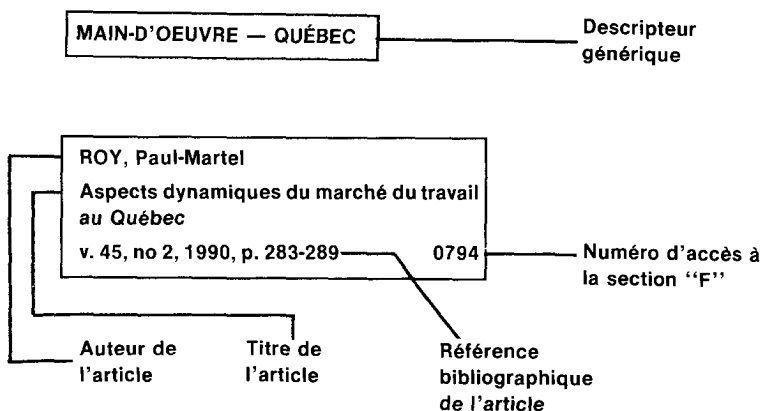 MAIN-D'OEUVRE — QUÉBEC
Descripteur
générique
ROY, Paul-Martel
Aspects dynamiques du marché du travail
au Québec
v. 45, no 2, 1990, p. 283-289
0794
Numéro d'accès à
la section "F"
Auteur de
l'article
Titre de
l'article
Référence
bibliographique
de l'article